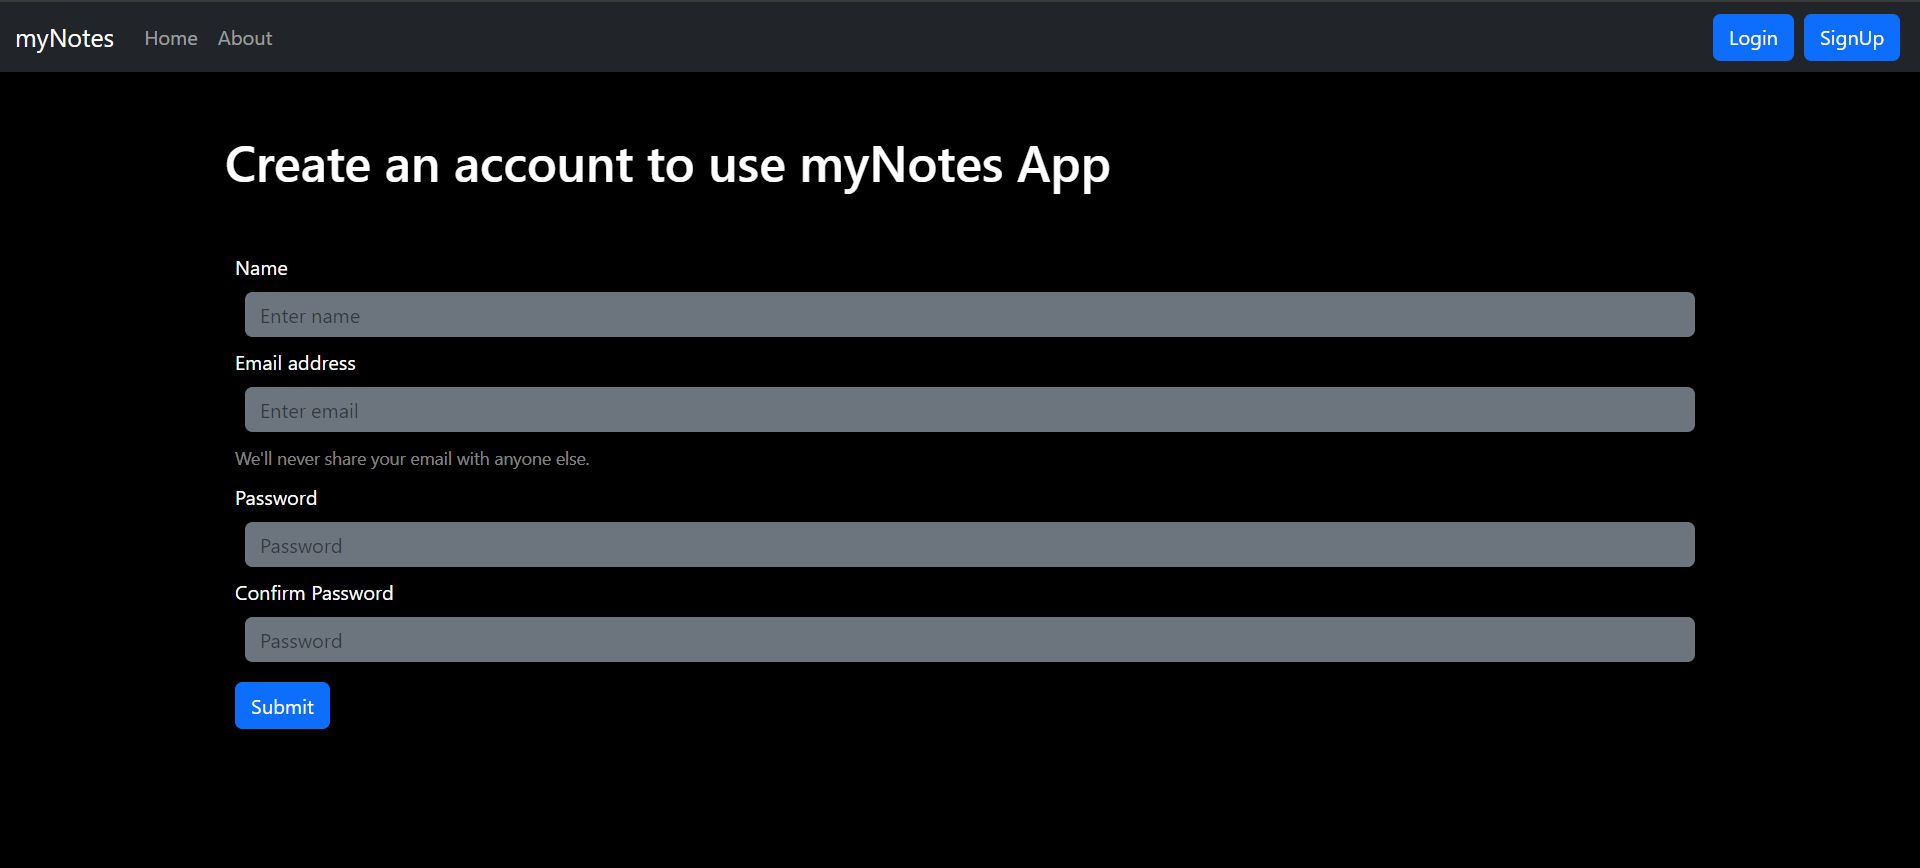 myNotes Home About Login SignUp
Create an account to use myNotes App
Name
Enter name
Email address
Enter email
We'll never share your email with anyone else.
Password
Password
Confirm Password
Password
Submit